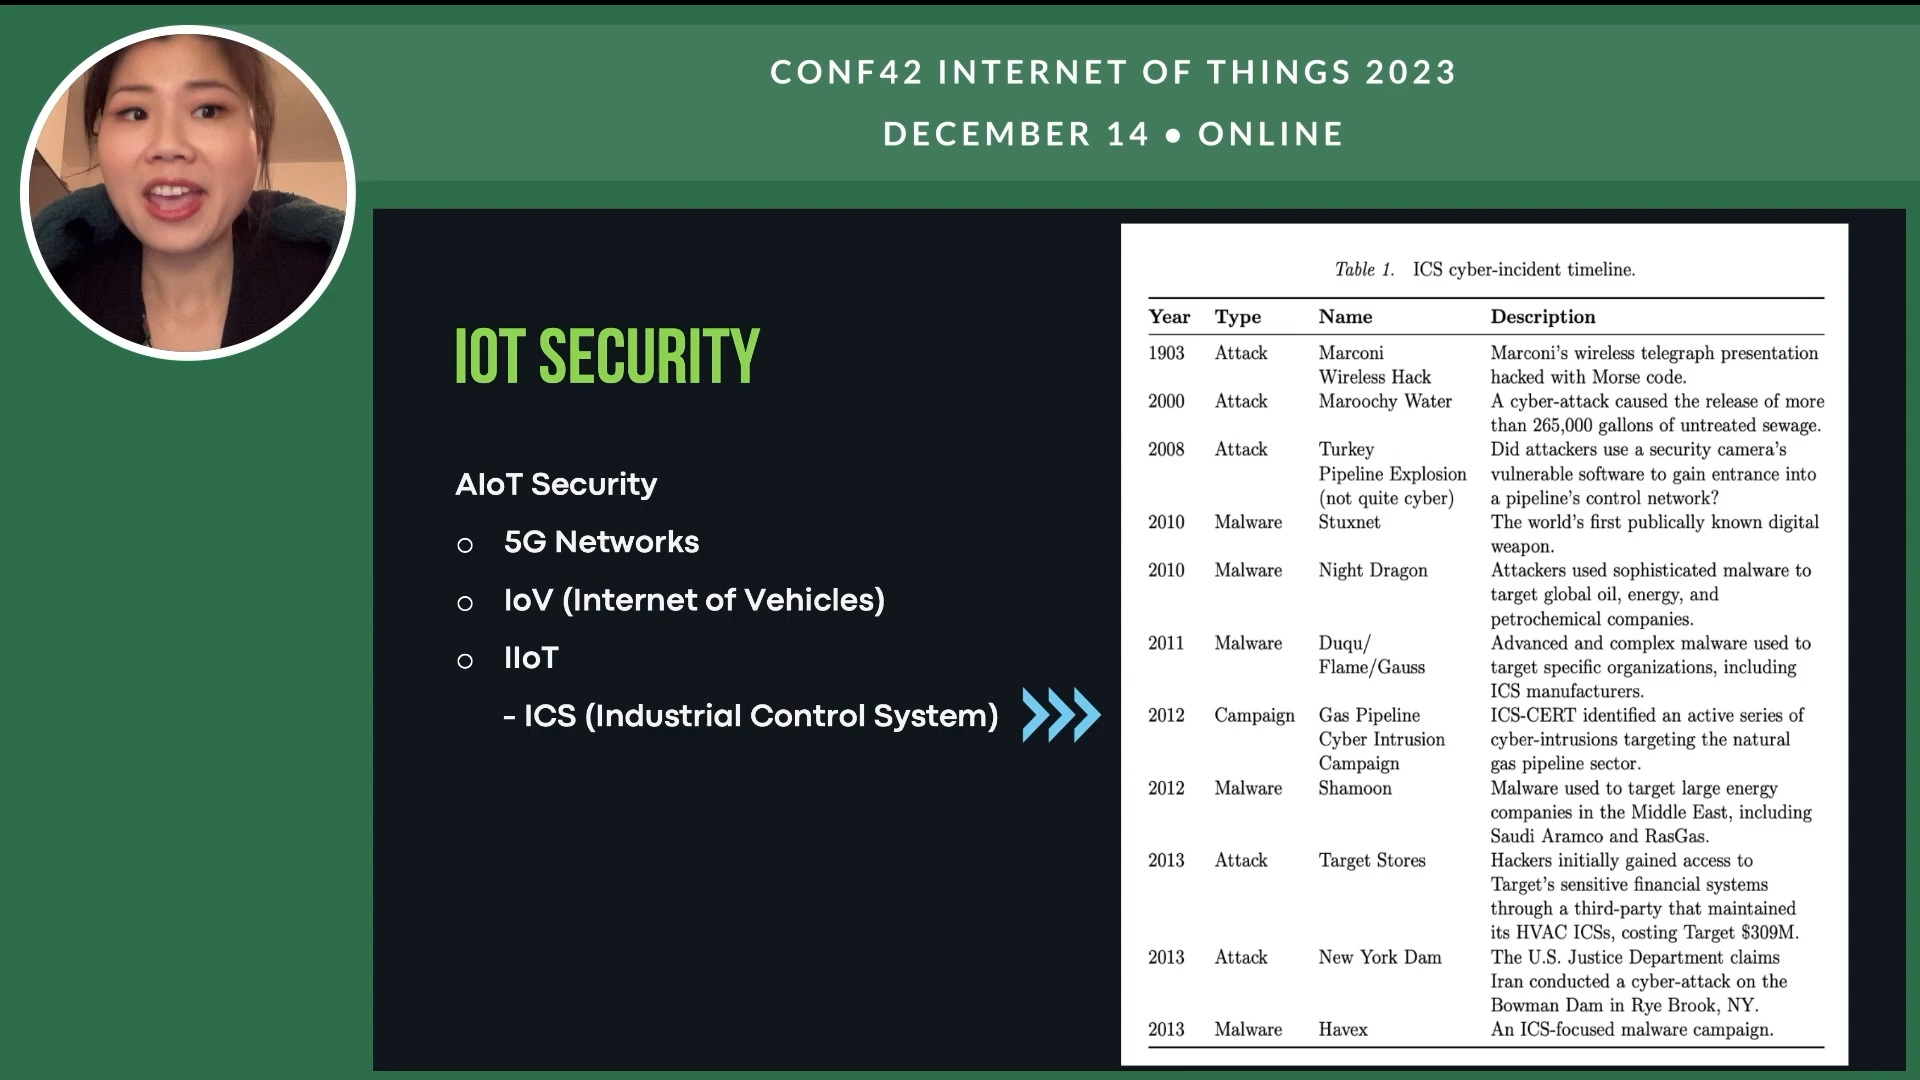 CONF42 INTERNET OF THINGS 2023
DECEMBER 14 • ONLINE
IOT SECURITY
AIoT Security
o 5G Networks
o IoV (Internet of Vehicles)
o IIoT
- ICS (Industrial Control System)
Table 1. ICS cyber-incident timeline.
Year Type Name Description
1903 Attack Marconi Marconi's wireless telegraph presentation
Wireless Hack hacked with Morse code.
2000 Attack Maroochy Water A cyber-attack caused the release of more
than 265,000 gallons of untreated sewage.
2008 Attack Turkey Did attackers use a security camera's
Pipeline Explosion vulnerable software to gain entrance into
(not quite cyber) a pipeline's control network?
2010 Malware Stuxnet The world's first publically known digital
weapon.
2010 Malware Night Dragon Attackers used sophisticated malware to
target global oil, energy, and
petrochemical companies.
2011 Malware Duqu/ Advanced and complex malware used to
Flame/Gauss target specific organizations, including
ICS manufacturers.
2012 Campaign Gas Pipeline ICS-CERT identified an active series of
Cyber Intrusion cyber-intrusions targeting the natural
Campaign gas pipeline sector.
2012 Malware Shamoon Malware used to target large energy
companies in the Middle East, including
Saudi Aramco and RasGas.
2013 Attack Target Stores Hackers initially gained access to
Target's sensitive financial systems
through a third-party that maintained
its HVAC ICSs, costing Target $309M.
2013 Attack New York Dam The U.S. Justice Department claims
Iran conducted a cyber-attack on the
Bowman Dam in Rye Brook, NY.
2013 Malware Havex An ICS-focused malware campaign.